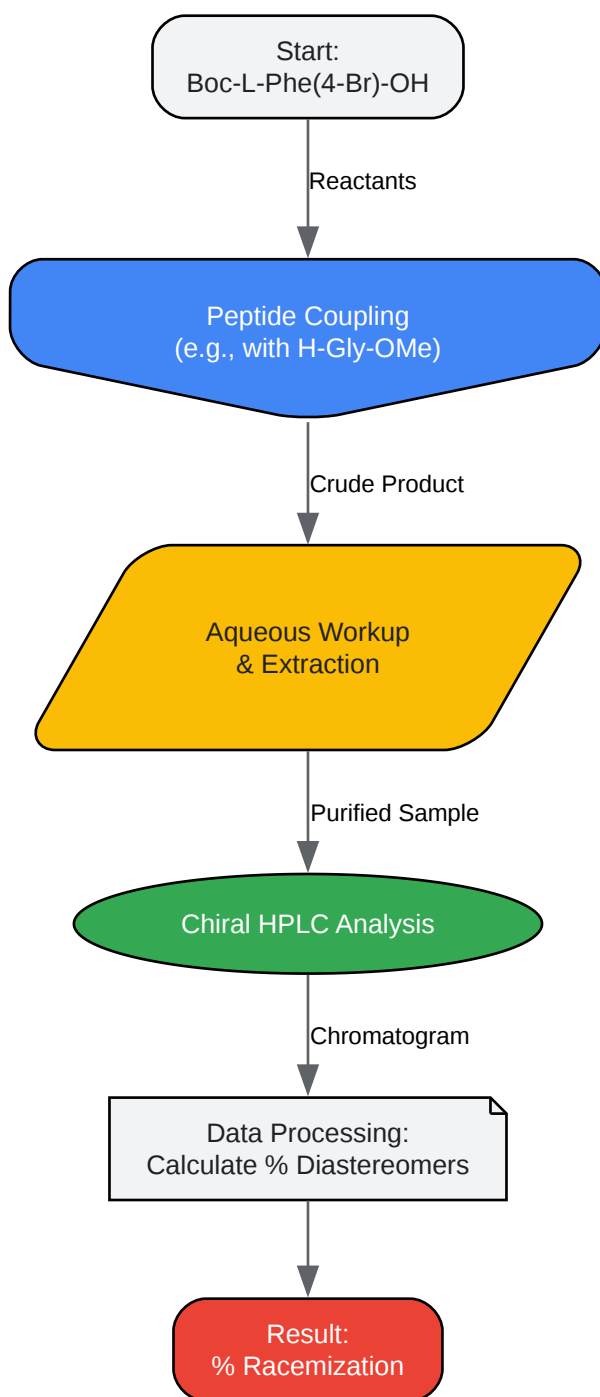 Start:
Boc-L-Phe(4-Br)-OH
Reactants
Peptide Coupling
(e.g., with H-Gly-OMe)
Crude Product
Aqueous Workup
& Extraction
Purified Sample
Chiral HPLC Analysis
Chromatogram
Data Processing:
Calculate % Diastereomers
Result:
% Racemization